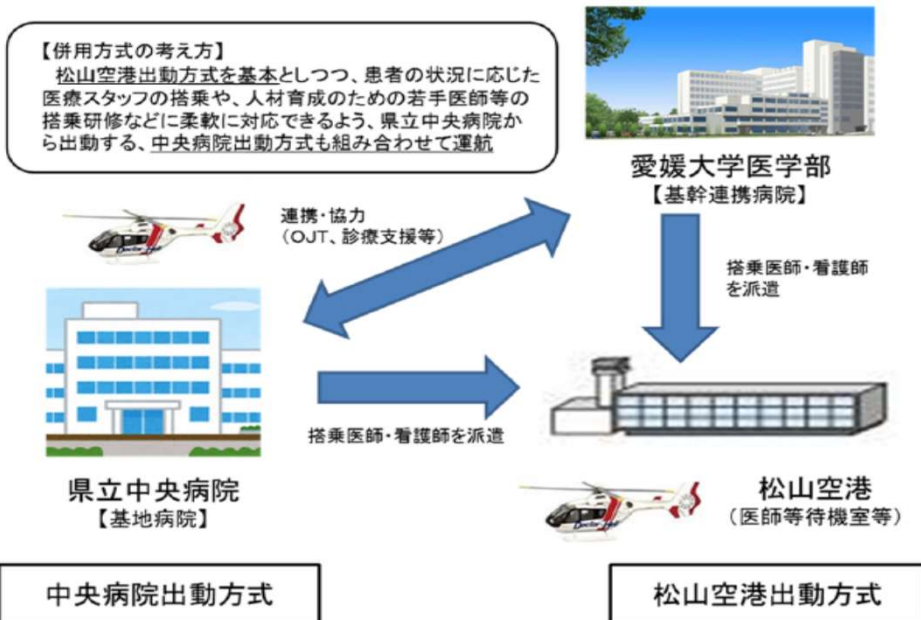 【併用方式の考え方】
松山空港出動方式を基本としつつ、患者の状況に応じた
医療スタッフの搭乗や、人材育成のための若手医師等の
搭乗研修などに柔軟に対応できるよう、県立中央病院か
ら出動する、中央病院出動方式も組み合わせて運航
愛媛大学医学部
【基幹連携病院】
連携・協力
(OJT、診療支援等)
搭乗医師・看護師
を派遣
搭乗医師・看護師を派遣
県立中央病院
【基地病院】
松山空港
(医師等待機室等)
中央病院出動方式
松山空港出動方式